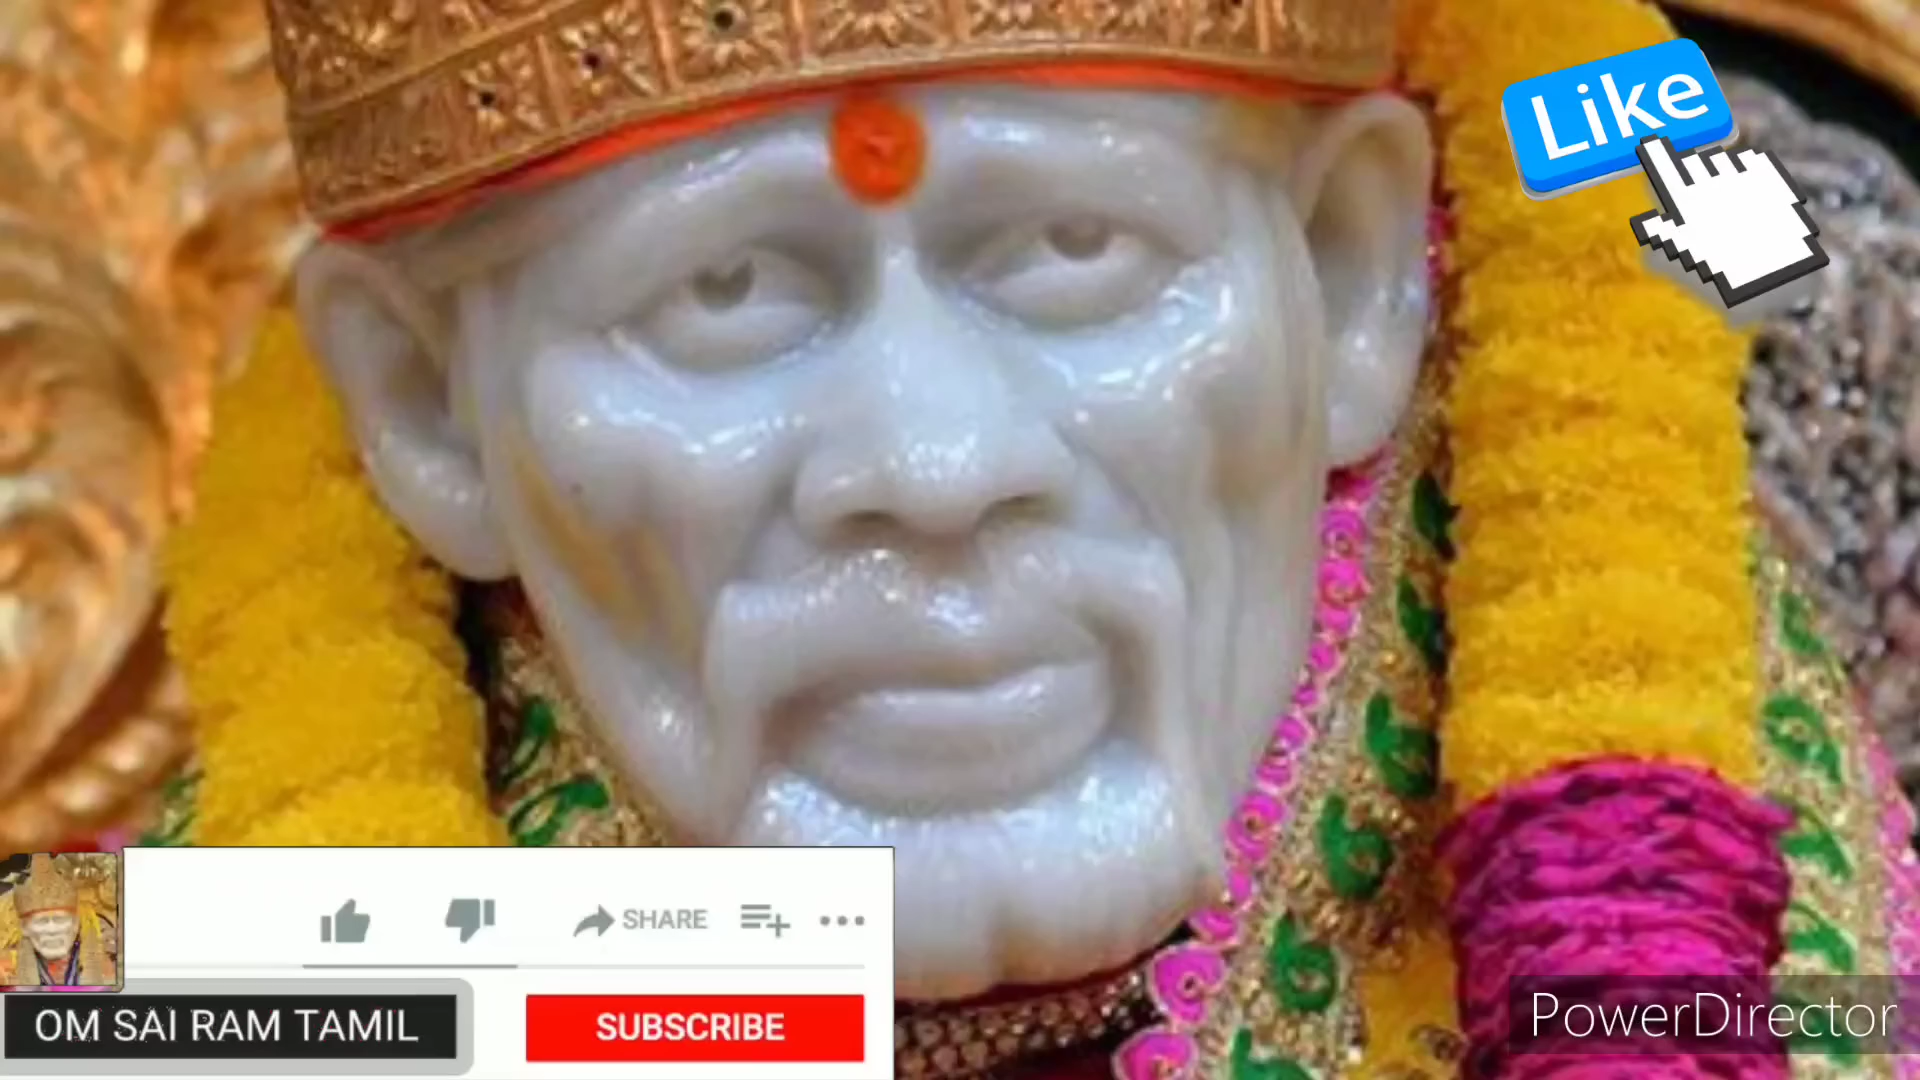 Like
SHARE
OM SAI RAM TAMIL
SUBSCRIBE
PowerDirector